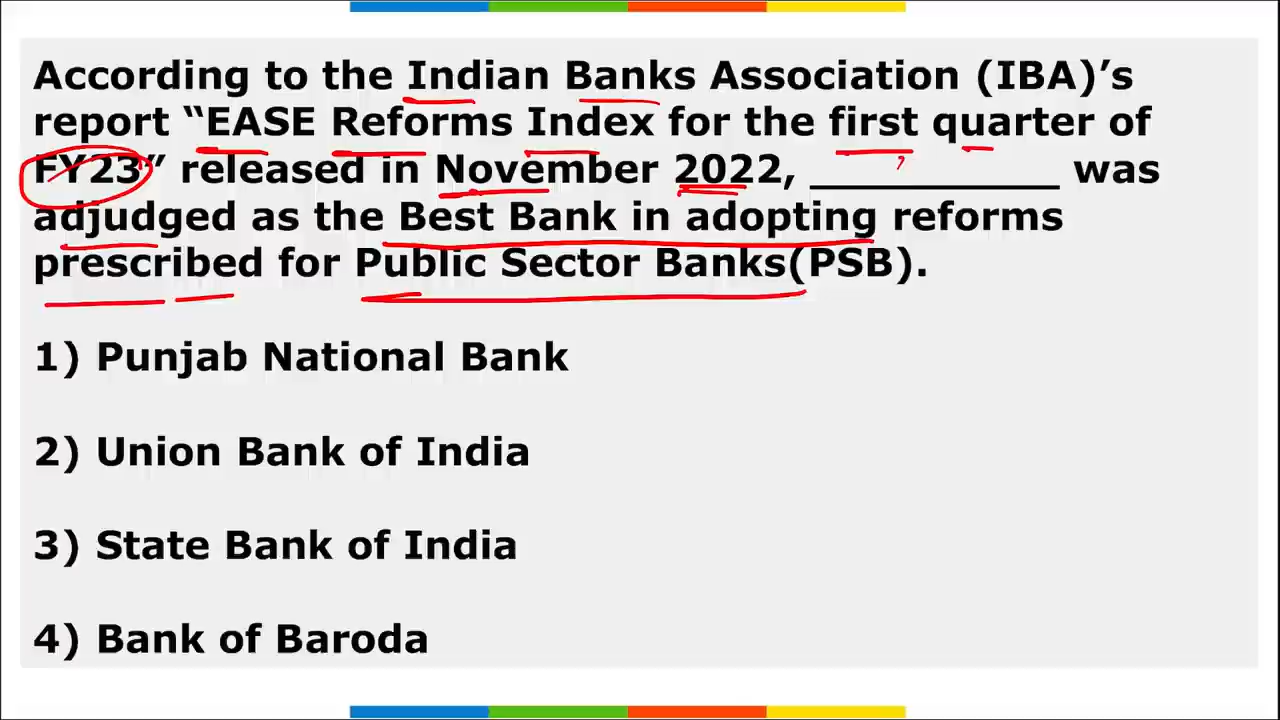 According to the Indian Banks Association (IBA)’s
report “EASE Reforms Index for the first quarter of
FY23” released in November 2022, ____________ was
adjudged as the Best Bank in adopting reforms
prescribed for Public Sector Banks(PSB).
1) Punjab National Bank
2) Union Bank of India
3) State Bank of India
4) Bank of Baroda